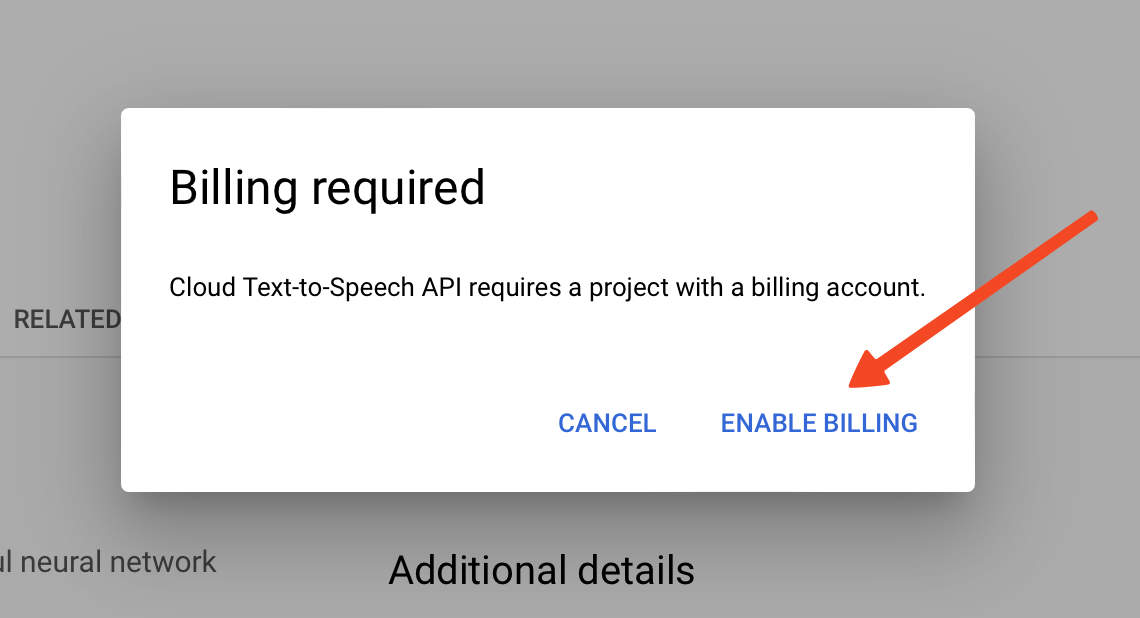 Billing required
Cloud Text-to-Speech API requires a project with a billing account.
RELATED
CANCEL ENABLE BILLING
neural network
Additional details